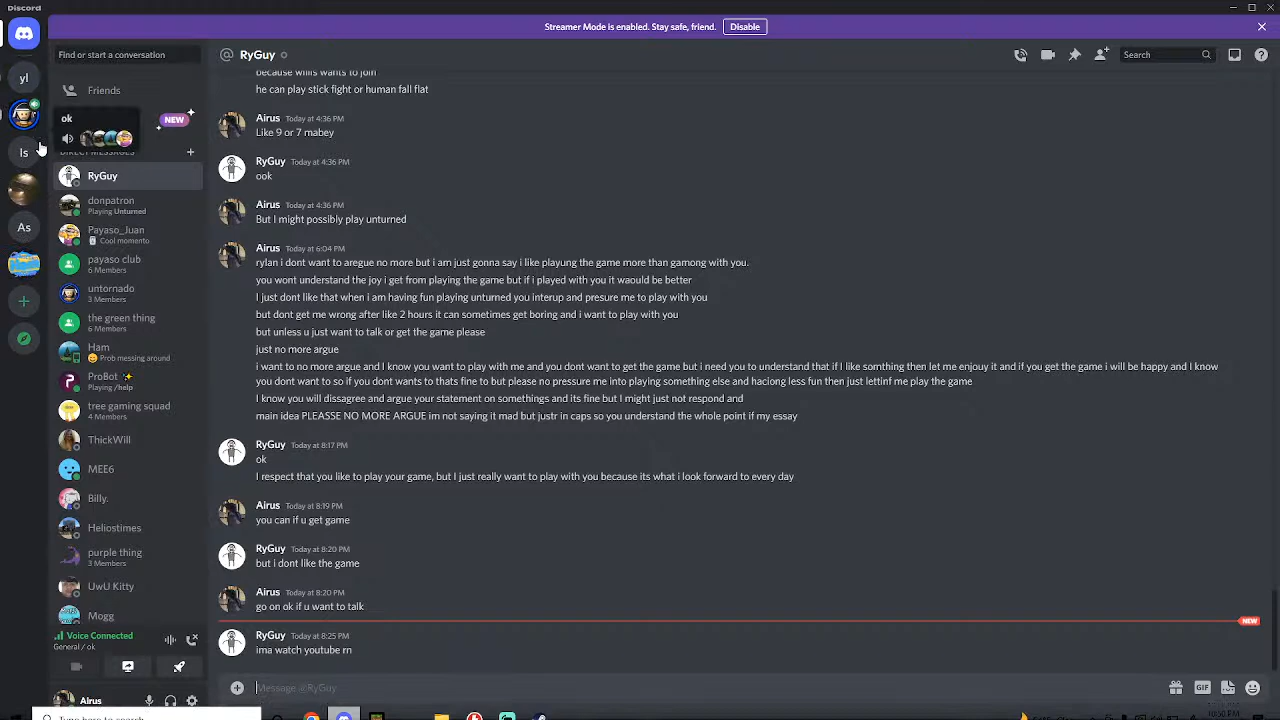 Discord
Streamer Mode is enabled. Stay safe, friend.
Disable
Find or start a conversation
RyGuy
Search
yl
Friends
ok
NEW
ls
DIRECT MESSAGES
RyGuy
donpatron
Playing Unturned
Payaso_Juan
Cool momento
As
payaso club
6 Members
untornado
3 Members
the green thing
6 Members
Ham
Prob messing around
ProBot
Playing /help
tree gaming squad
4 Members
ThickWill
MEE6
Billy.
Heliostimes
purple thing
3 Members
UwU Kitty
Mogg
Voice Connected
General / ok
Airus
because willis wants to join
he can play stick fight or human fall flat
Airus Today at 4:36 PM
Like 9 or 7 mabey
RyGuy Today at 4:36 PM
ook
Airus Today at 4:36 PM
But I might possibly play unturned
Airus Today at 6:04 PM
rylan i dont want to aregue no more but i am just gonna say i like playung the game more than gamong with you.
you wont understand the joy i get from playing the game but if i played with you it waould be better
I just dont like that when i am having fun playing unturned you interup and presure me to play with you
but dont get me wrong after like 2 hours it can sometimes get boring and i want to play with you
but unless u just want to talk or get the game please
just no more argue
i want to no more argue and I know you want to play with me and you dont want to get the game but i need you to understand that if I like somthing then let me enjoy it and if you get the game i will be happy and I know
you dont want to so if you dont wants to thats fine to but please no pressure me into playing something else and haciong less fun then just lettinf me play the game
I know you will dissagree and argue your statement on somethings and its fine but I might just not respond and
main idea PLEASSE NO MORE ARGUE im not saying it mad but justr in caps so you understand the whole point if my essay
RyGuy Today at 8:17 PM
ok
I respect that you like to play your game, but I just really want to play with you because its what i look forward to every day
Airus Today at 8:19 PM
you can if u get game
RyGuy Today at 8:20 PM
but i dont like the game
Airus Today at 8:20 PM
go on ok if u want to talk
NEW
RyGuy Today at 8:25 PM
ima watch youtube rn
Message @RyGuy
GIF
Type here to search
10:50 PM